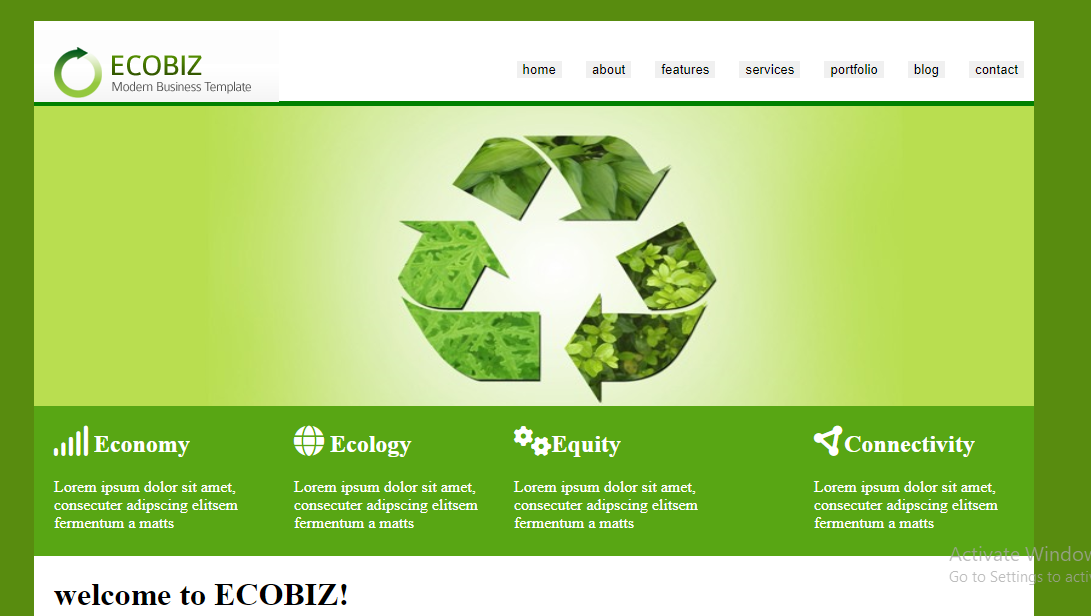 ECOBIZ
Modern Business Template
home about features services portfolio blog contact
Economy
Lorem ipsum dolor sit amet,
consecuter adipscing elitsem
fermentum a matts
Ecology
Lorem ipsum dolor sit amet,
consecuter adipscing elitsem
fermentum a matts
Equity
Lorem ipsum dolor sit amet,
consecuter adipscing elitsem
fermentum a matts
Connectivity
Lorem ipsum dolor sit amet,
consecuter adipscing elitsem
fermentum a matts
Activate Window
Go to Settings to acti
welcome to ECOBIZ!